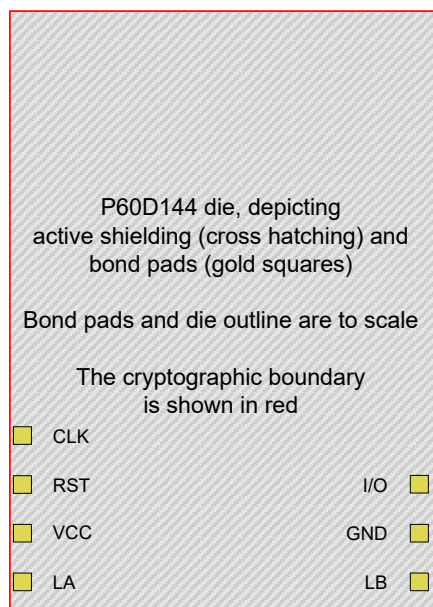 P60D144 die, depicting
active shielding (cross hatching) and
bond pads (gold squares)
Bond pads and die outline are to scale
The cryptographic boundary
is shown in red
CLK
RST I/O
VCC GND
LA LB